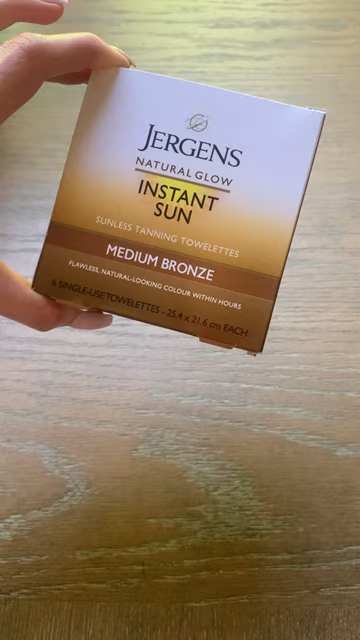 JERGENS
NATURAL GLOW
INSTANT
SUN
SUNLESS TANNING TOWELETTES
MEDIUM BRONZE
FLAWLESS, NATURAL-LOOKING COLOUR WITHIN HOURS
6 SINGLE-USE TOWELETTES - 25.4 x 21.6 cm EACH